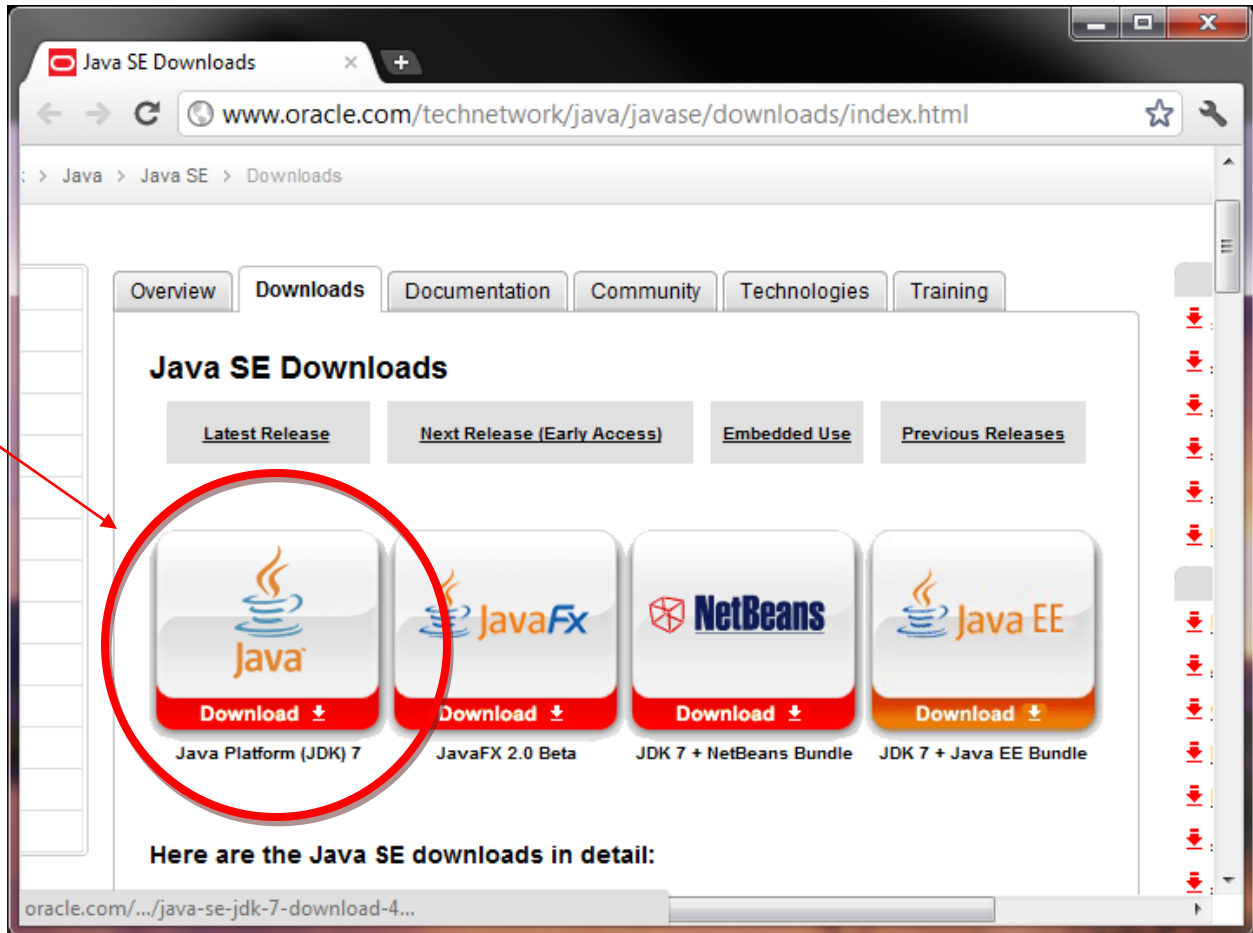 Java SE Downloads
www.oracle.com/technetwork/java/javase/downloads/index.html
> Java > Java SE > Downloads
Overview Downloads Documentation Community Technologies Training
Java SE Downloads
Latest Release Next Release (Early Access) Embedded Use Previous Releases
Java JavaFX NetBeans Java EE
Download Download Download Download
Java Platform (JDK) 7 JavaFX 2.0 Beta JDK 7 + NetBeans Bundle JDK 7 + Java EE Bundle
Here are the Java SE downloads in detail:
oracle.com/.../java-se-jdk-7-download-4...